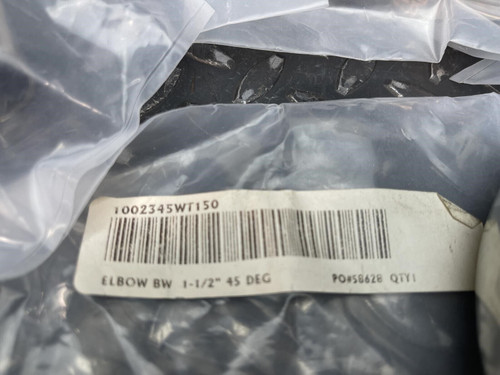 1002345WT150
ELBOW BW 1-1/2" 45 DEG PO#58628 QTY1